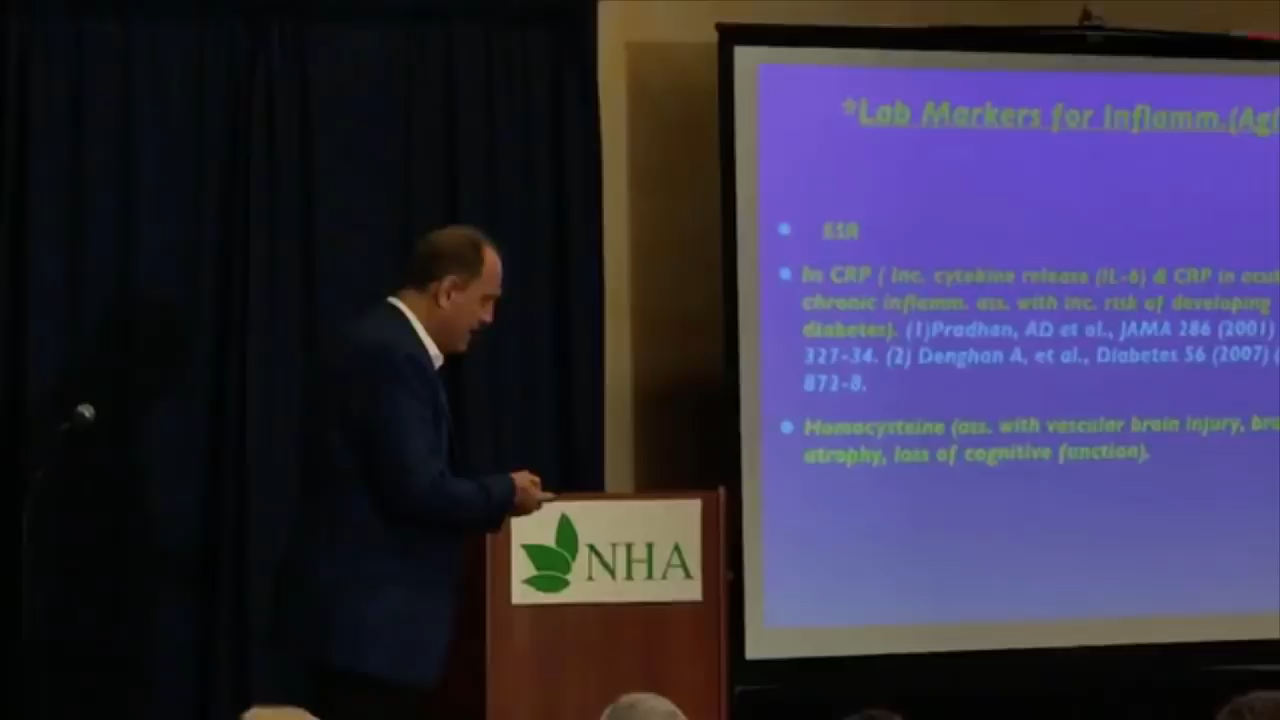 *Lab Markers for Inflamm.(Agi
ESR
hs CRP ( Inc. cytokine release (IL-6) & CRP in acu
chronic inflamm. ass. with inc. risk of developing
diabetes). (1)Pradhan, AD et al., JAMA 286 (2001)
327-34. (2) Denghan A, et al., Diabetes 56 (2007) (
872-8.
Homocysteine (ass. with vascular brain injury, bra
atrophy, loss of cognitive function).
NHA